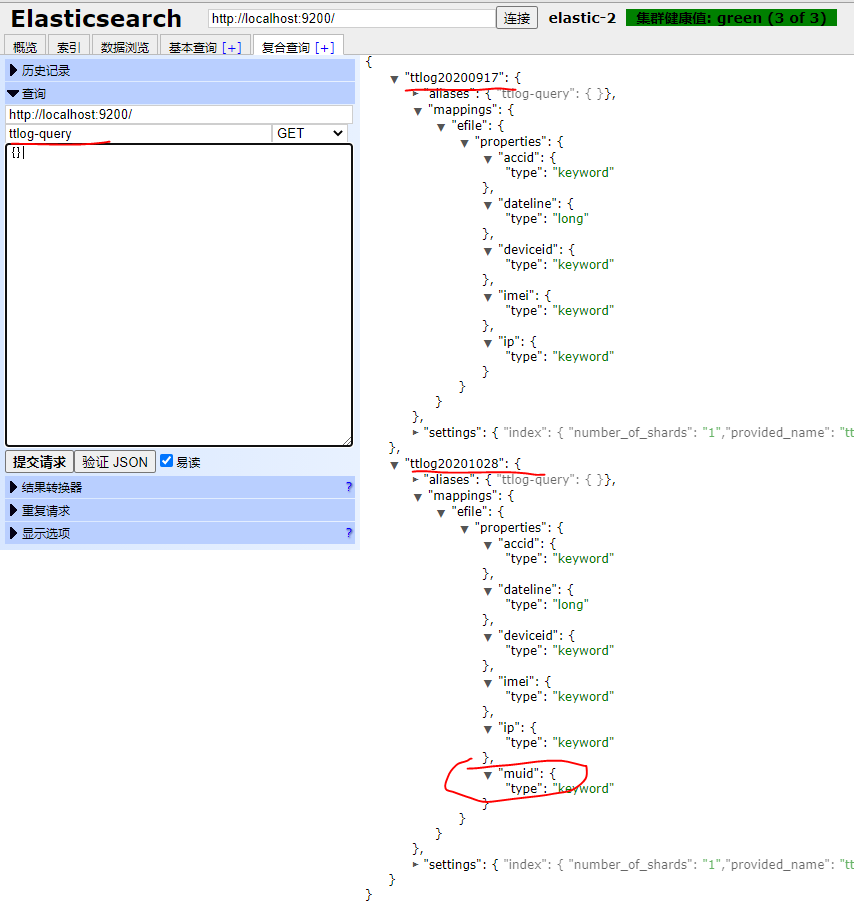 Elasticsearch
http://localhost:9200/
连接
elastic-2
集群健康值: green (3 of 3)
概览
索引
数据浏览
基本查询 [+]
复合查询 [+]
历史记录
查询
http://localhost:9200/
ttlog-query
GET
{}
提交请求
验证 JSON
易读
结果转换器
?
重复请求
显示选项
?
{
"ttlog20200917": {
"aliases": { "ttlog-query": { }},
"mappings": {
"efile": {
"properties": {
"accid": {
"type": "keyword"
},
"dateline": {
"type": "long"
},
"deviceid": {
"type": "keyword"
},
"imei": {
"type": "keyword"
},
"ip": {
"type": "keyword"
}
}
}
},
"settings": { "index": { "number_of_shards": "1","provided_name": "tt
},
"ttlog20201028": {
"aliases": { "ttlog-query": { }},
"mappings": {
"efile": {
"properties": {
"accid": {
"type": "keyword"
},
"dateline": {
"type": "long"
},
"deviceid": {
"type": "keyword"
},
"imei": {
"type": "keyword"
},
"ip": {
"type": "keyword"
},
"muid": {
"type": "keyword"
}
}
}
},
"settings": { "index": { "number_of_shards": "1","provided_name": "tt
}
}